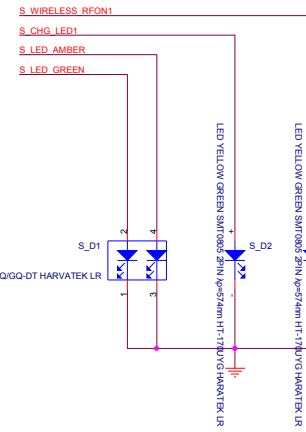 S_WIRELESS_RFON1
S_CHG_LED1
S_LED_AMBER
S_LED_GREEN
2
4
+
S_D1
S_D2
Q/GQ-DT HARVATEK LR
1
3
-
LED YELLOW GREEN SMT0805 2PIN λp=574nm HT-170UYG HARATEK LR
LED YELLOW GREEN SMT0805 2PIN λp=574nm HT-170UYG HARATEK LR